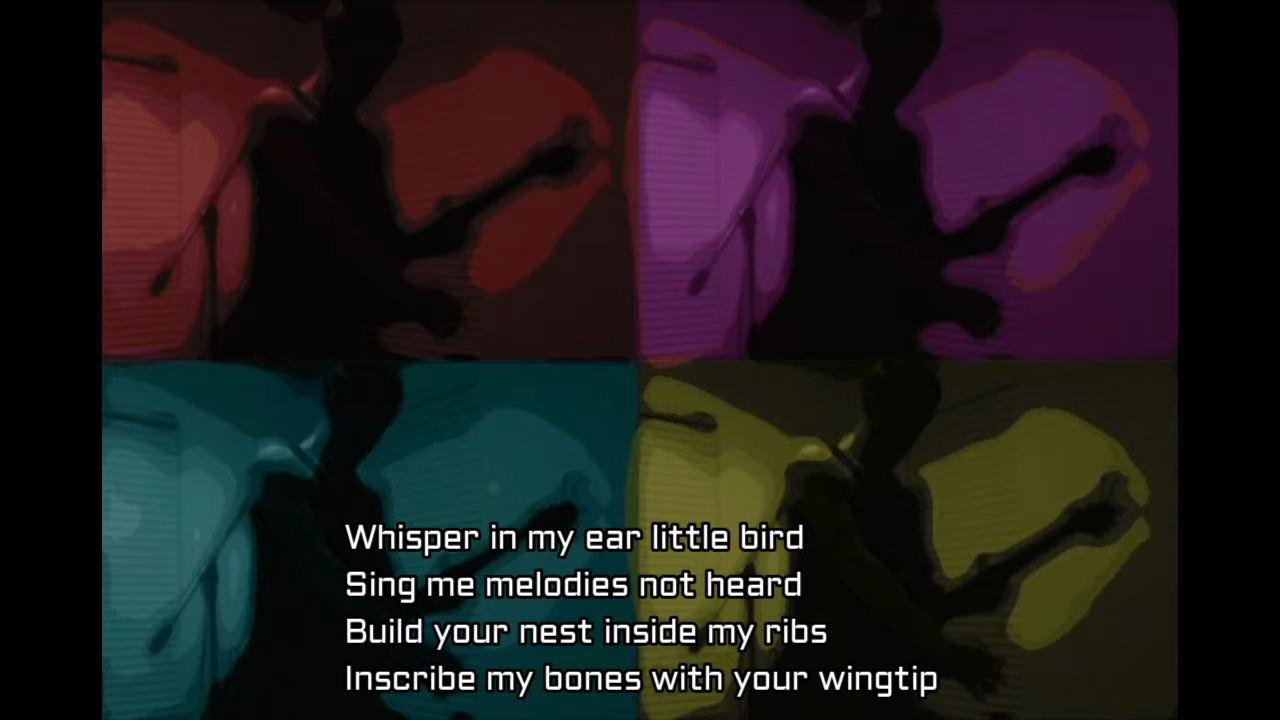 Whisper in my ear little bird
Sing me melodies not heard
Build your nest inside my ribs
Inscribe my bones with your wingtip